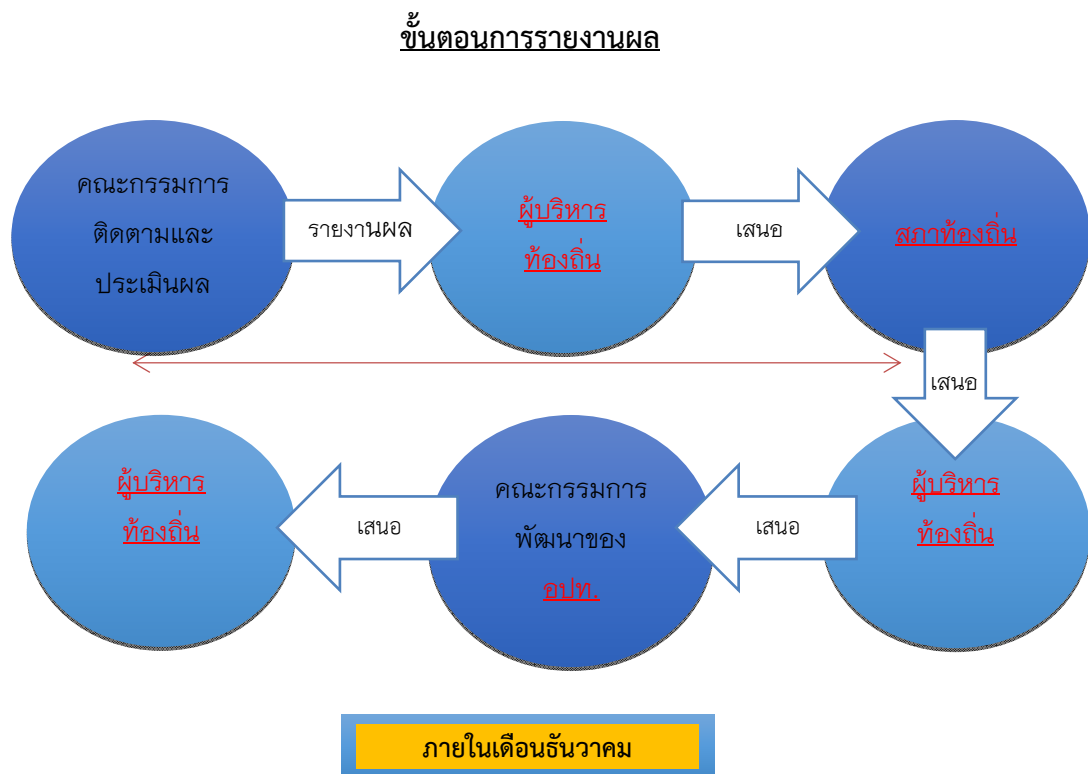 ขั้นตอนการรายงานผล
คณะกรรมการ
ติดตามและ
ประเมินผล
รายงานผล
ผู้บริหาร
ท้องถิ่น
เสนอ
สภาท้องถิ่น
เสนอ
ผู้บริหาร
ท้องถิ่น
เสนอ
คณะกรรมการ
พัฒนาของ
อปท.
เสนอ
ผู้บริหาร
ท้องถิ่น
ภายในเดือนธันวาคม